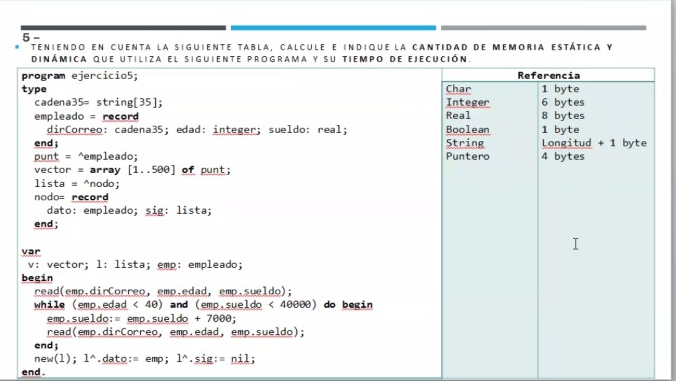 5 –
TENIENDO EN CUENTA LA SIGUIENTE TABLA, CALCULE E INDIQUE LA CANTIDAD DE MEMORIA ESTÁTICA Y
DINÁMICA QUE UTILIZA EL SIGUIENTE PROGRAMA Y SU TIEMPO DE EJECUCIÓN.
program ejercicio5;
type
cadena35= string[35];
empleado = record
dirCorreo: cadena35; edad: integer; sueldo: real;
end;
punt = ^empleado;
vector = array [1..500] of punt;
lista = ^nodo;
nodo= record
dato: empleado; sig: lista;
end;
var
v: vector; l: lista; emp: empleado;
begin
read(emp.dirCorreo, emp.edad, emp.sueldo);
while (emp.edad < 40) and (emp.sueldo < 40000) do begin
emp.sueldo:= emp.sueldo + 7000;
read(emp.dirCorreo, emp.edad, emp.sueldo);
end;
new(l); l^.dato:= emp; l^.sig:= nil;
end.
Referencia
Char 1 byte
Integer 6 bytes
Real 8 bytes
Boolean 1 byte
String Longitud + 1 byte
Puntero 4 bytes